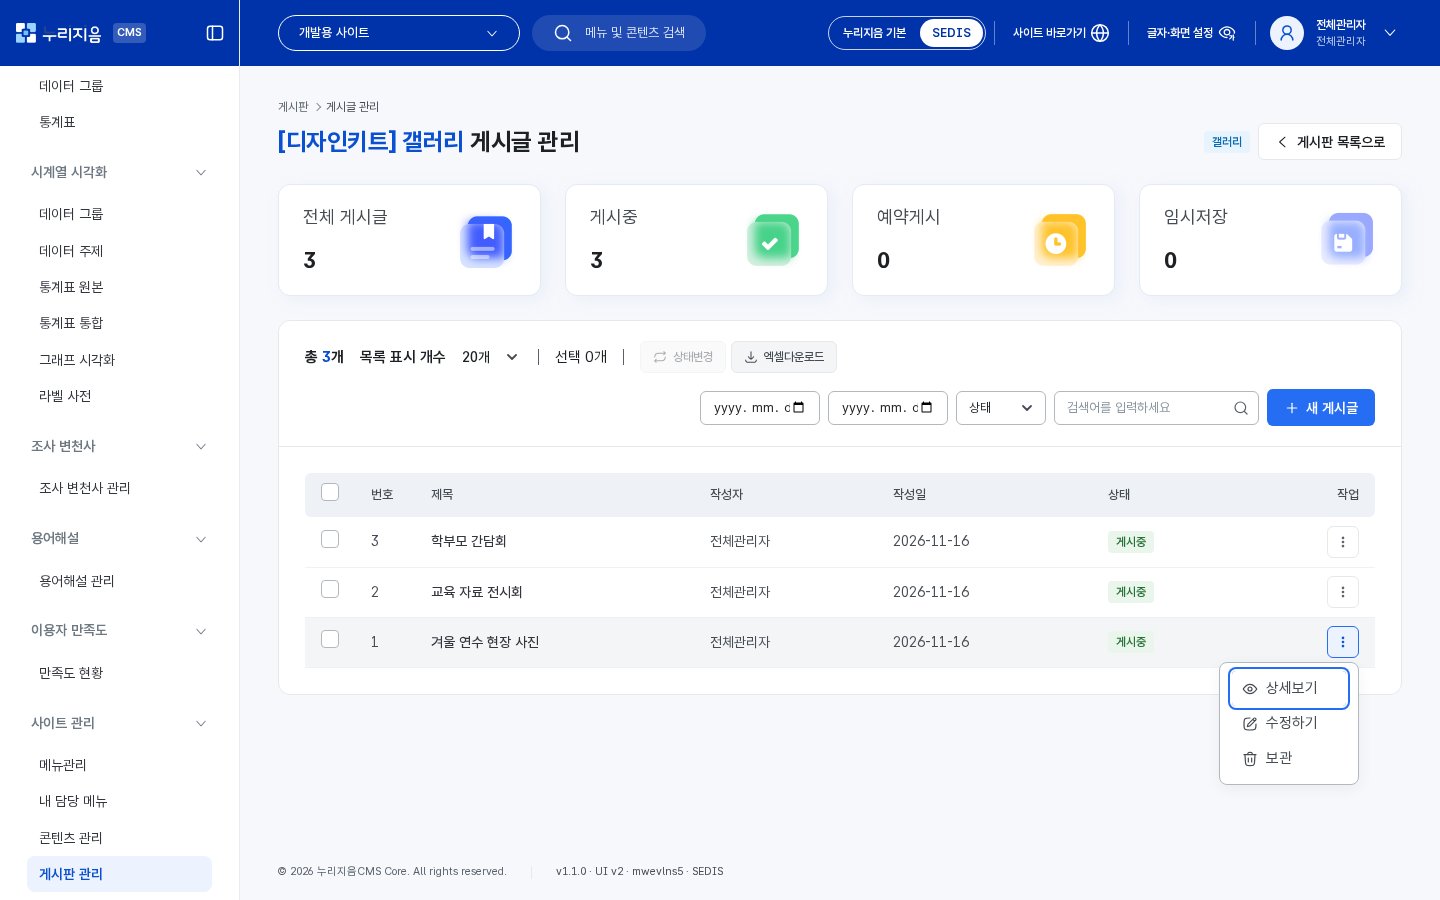 누리지음 CMS
개발용 사이트
메뉴 및 콘텐츠 검색
누리지음 기본
SEDIS
사이트 바로가기
글자·화면 설정
전체관리자
전체관리자
데이터 그룹
통계표
시계열 시각화
데이터 그룹
데이터 주제
통계표 원본
통계표 통합
그래프 시각화
라벨 사전
조사 변천사
조사 변천사 관리
용어해설
용어해설 관리
이용자 만족도
만족도 현황
사이트 관리
메뉴관리
내 담당 메뉴
콘텐츠 관리
게시판 관리
게시판 > 게시글 관리
[디자인키트] 갤러리 게시글 관리
갤러리
게시판 목록으로
전체 게시글
3
게시중
3
예약게시
0
임시저장
0
총 3개 목록 표시 개수 20개 선택 0개 상태변경 엑셀다운로드
yyyy. mm. d yyyy. mm. d 상태 검색어를 입력하세요 새 게시글
번호 제목 작성자 작성일 상태 작업
3 학부모 간담회 전체관리자 2026-11-16 게시중
2 교육 자료 전시회 전체관리자 2026-11-16 게시중
1 겨울 연수 현장 사진 전체관리자 2026-11-16 게시중
상세보기
수정하기
보관
© 2026 누리지음CMS Core. All rights reserved.
v1.1.0 · UI v2 · mwevlns5 · SEDIS